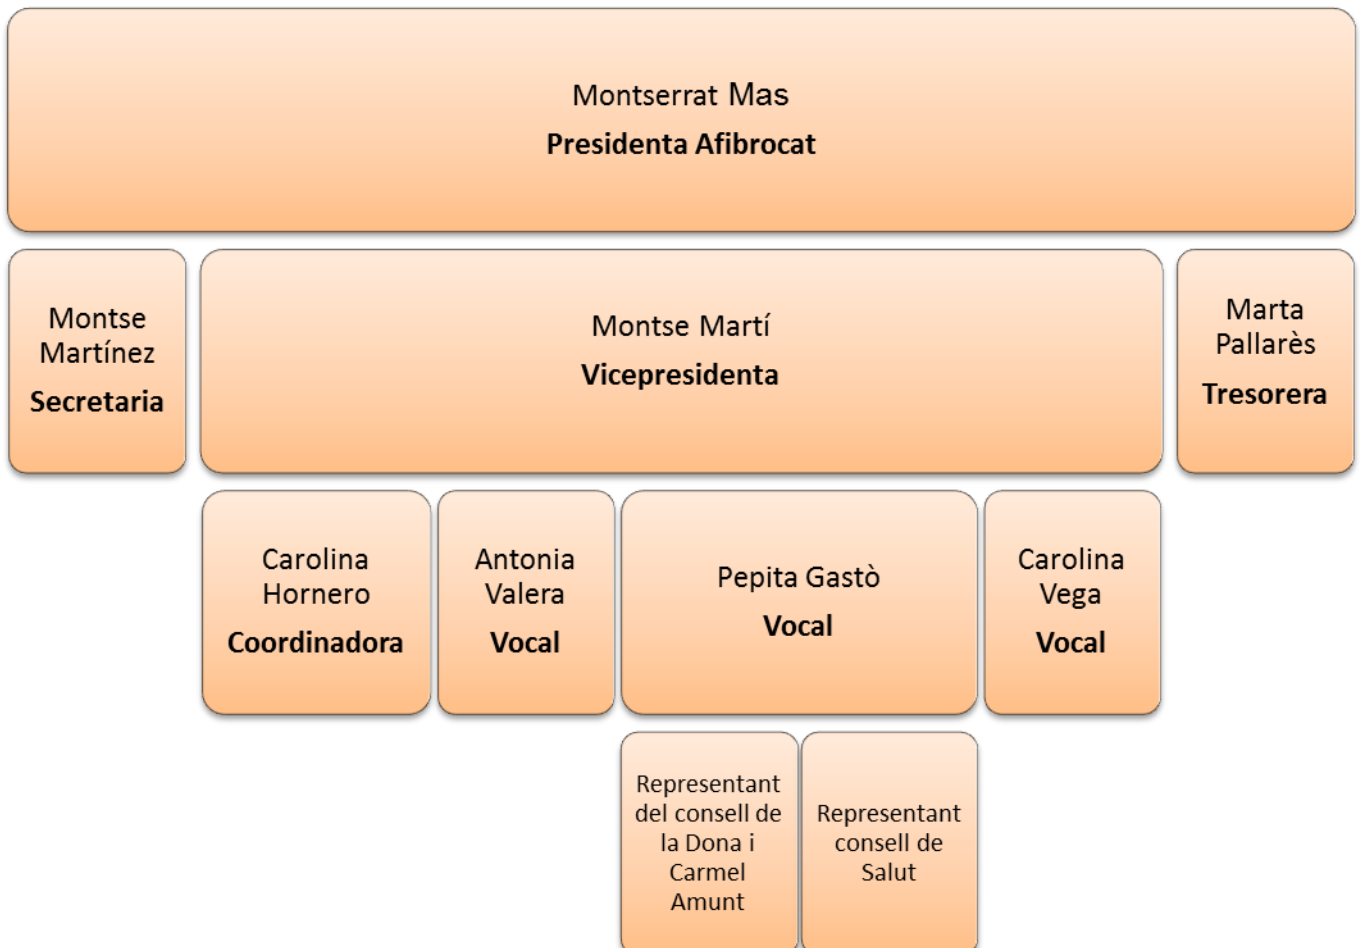 Montserrat Mas
Presidenta Afibrocat
Montse
Martínez
Secretaria
Montse Martí
Vicepresidenta
Marta
Pallarès
Tresorera
Carolina
Hornero
Coordinadora
Antonia
Valera
Vocal
Pepita Gastò
Vocal
Carolina
Vega
Vocal
Representant
del consell de
la Dona i
Carmel
Amunt
Representant
consell de
Salut